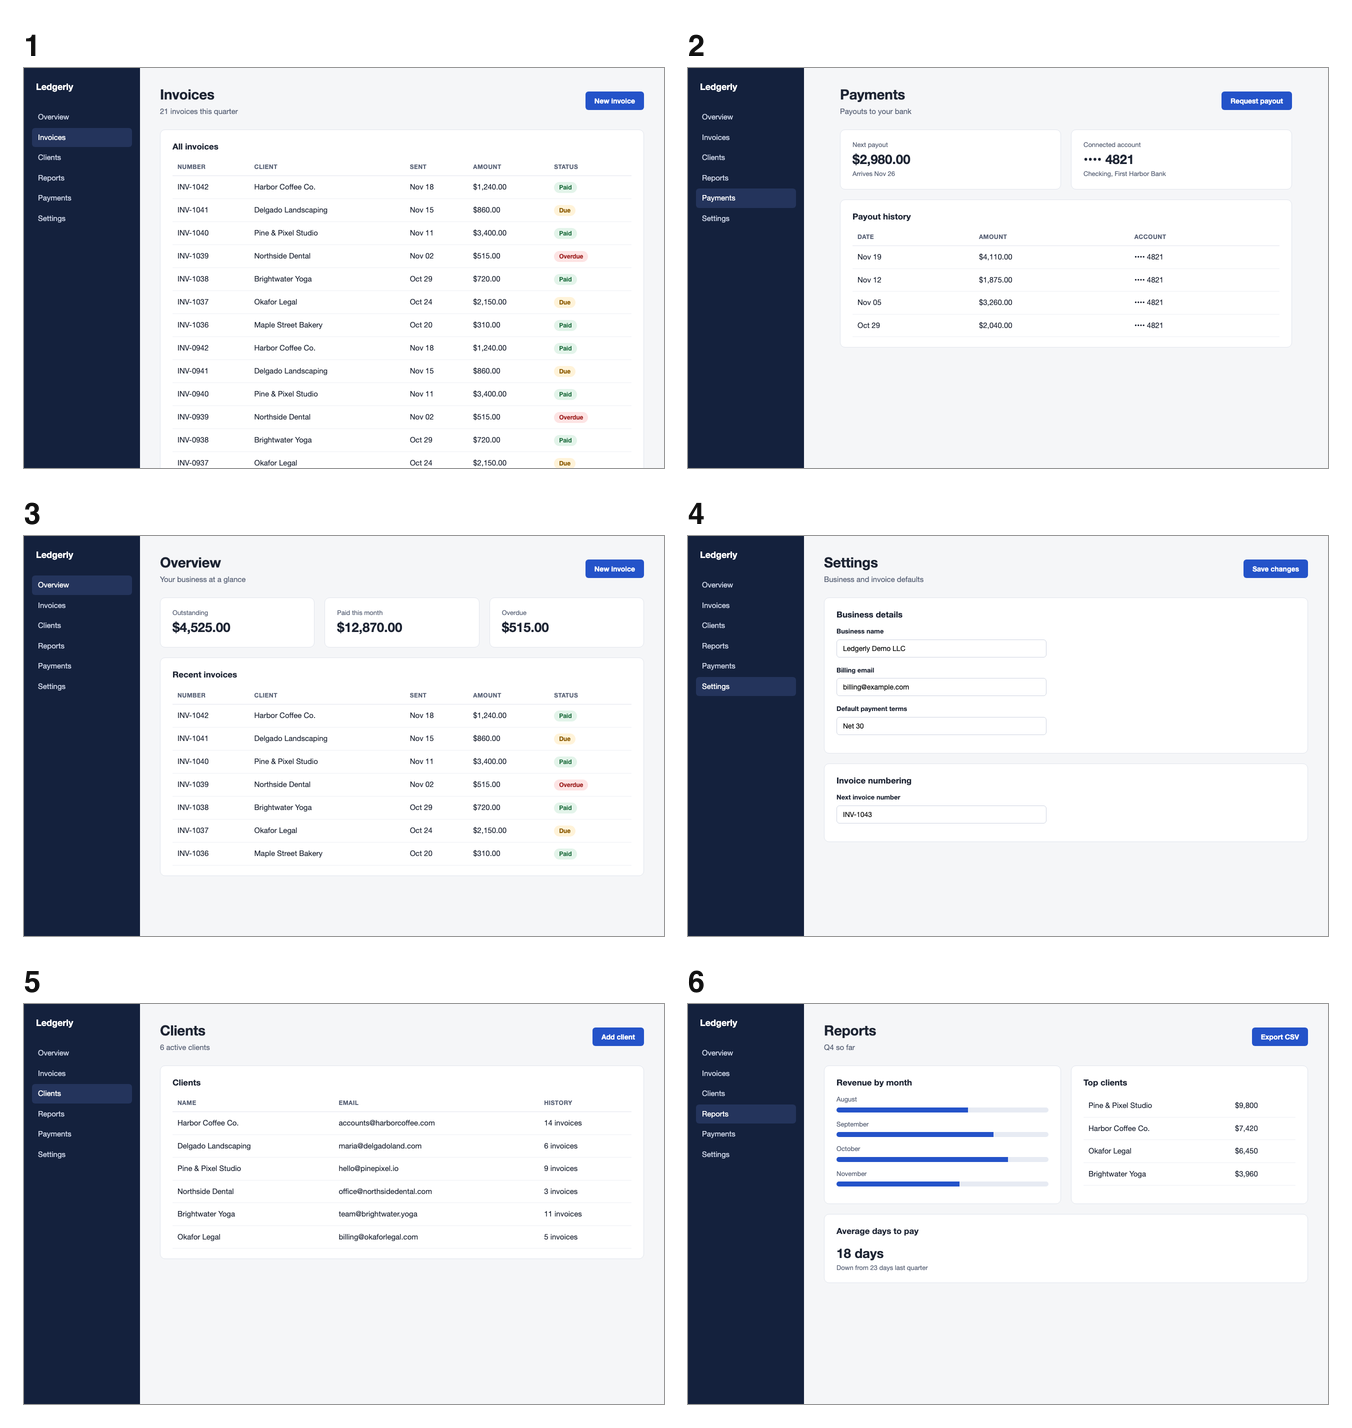 1
Ledgerly
Overview
Invoices
Clients
Reports
Payments
Settings
Invoices
21 invoices this quarter
New invoice
All invoices
NUMBER CLIENT SENT AMOUNT STATUS
INV-1042 Harbor Coffee Co. Nov 18 $1,240.00 Paid
INV-1041 Delgado Landscaping Nov 15 $860.00 Due
INV-1040 Pine & Pixel Studio Nov 11 $3,400.00 Paid
INV-1039 Northside Dental Nov 02 $515.00 Overdue
INV-1038 Brightwater Yoga Oct 29 $720.00 Paid
INV-1037 Okafor Legal Oct 24 $2,150.00 Due
INV-1036 Maple Street Bakery Oct 20 $310.00 Paid
INV-0942 Harbor Coffee Co. Nov 18 $1,240.00 Paid
INV-0941 Delgado Landscaping Nov 15 $860.00 Due
INV-0940 Pine & Pixel Studio Nov 11 $3,400.00 Paid
INV-0939 Northside Dental Nov 02 $515.00 Overdue
INV-0938 Brightwater Yoga Oct 29 $720.00 Paid
INV-0937 Okafor Legal Oct 24 $2,150.00 Due
2
Ledgerly
Overview
Invoices
Clients
Reports
Payments
Settings
Payments
Payouts to your bank
Request payout
Next payout
$2,980.00
Arrives Nov 26
Connected account
•••• 4821
Checking, First Harbor Bank
Payout history
DATE AMOUNT ACCOUNT
Nov 19 $4,110.00 •••• 4821
Nov 12 $1,875.00 •••• 4821
Nov 05 $3,260.00 •••• 4821
Oct 29 $2,040.00 •••• 4821
3
Ledgerly
Overview
Invoices
Clients
Reports
Payments
Settings
Overview
Your business at a glance
New invoice
Outstanding
$4,525.00
Paid this month
$12,870.00
Overdue
$515.00
Recent invoices
NUMBER CLIENT SENT AMOUNT STATUS
INV-1042 Harbor Coffee Co. Nov 18 $1,240.00 Paid
INV-1041 Delgado Landscaping Nov 15 $860.00 Due
INV-1040 Pine & Pixel Studio Nov 11 $3,400.00 Paid
INV-1039 Northside Dental Nov 02 $515.00 Overdue
INV-1038 Brightwater Yoga Oct 29 $720.00 Paid
INV-1037 Okafor Legal Oct 24 $2,150.00 Due
INV-1036 Maple Street Bakery Oct 20 $310.00 Paid
4
Ledgerly
Overview
Invoices
Clients
Reports
Payments
Settings
Settings
Business and invoice defaults
Save changes
Business details
Business name
Ledgerly Demo LLC
Billing email
billing@example.com
Default payment terms
Net 30
Invoice numbering
Next invoice number
INV-1043
5
Ledgerly
Overview
Invoices
Clients
Reports
Payments
Settings
Clients
6 active clients
Add client
Clients
NAME EMAIL HISTORY
Harbor Coffee Co. accounts@harborcoffee.com 14 invoices
Delgado Landscaping maria@delgadoland.com 6 invoices
Pine & Pixel Studio hello@pinepixel.io 9 invoices
Northside Dental office@northsidedental.com 3 invoices
Brightwater Yoga team@brightwater.yoga 11 invoices
Okafor Legal billing@okaforlegal.com 5 invoices
6
Ledgerly
Overview
Invoices
Clients
Reports
Payments
Settings
Reports
Q4 so far
Export CSV
Revenue by month
August
September
October
November
Top clients
Pine & Pixel Studio $9,800
Harbor Coffee Co. $7,420
Okafor Legal $6,450
Brightwater Yoga $3,960
Average days to pay
18 days
Down from 23 days last quarter